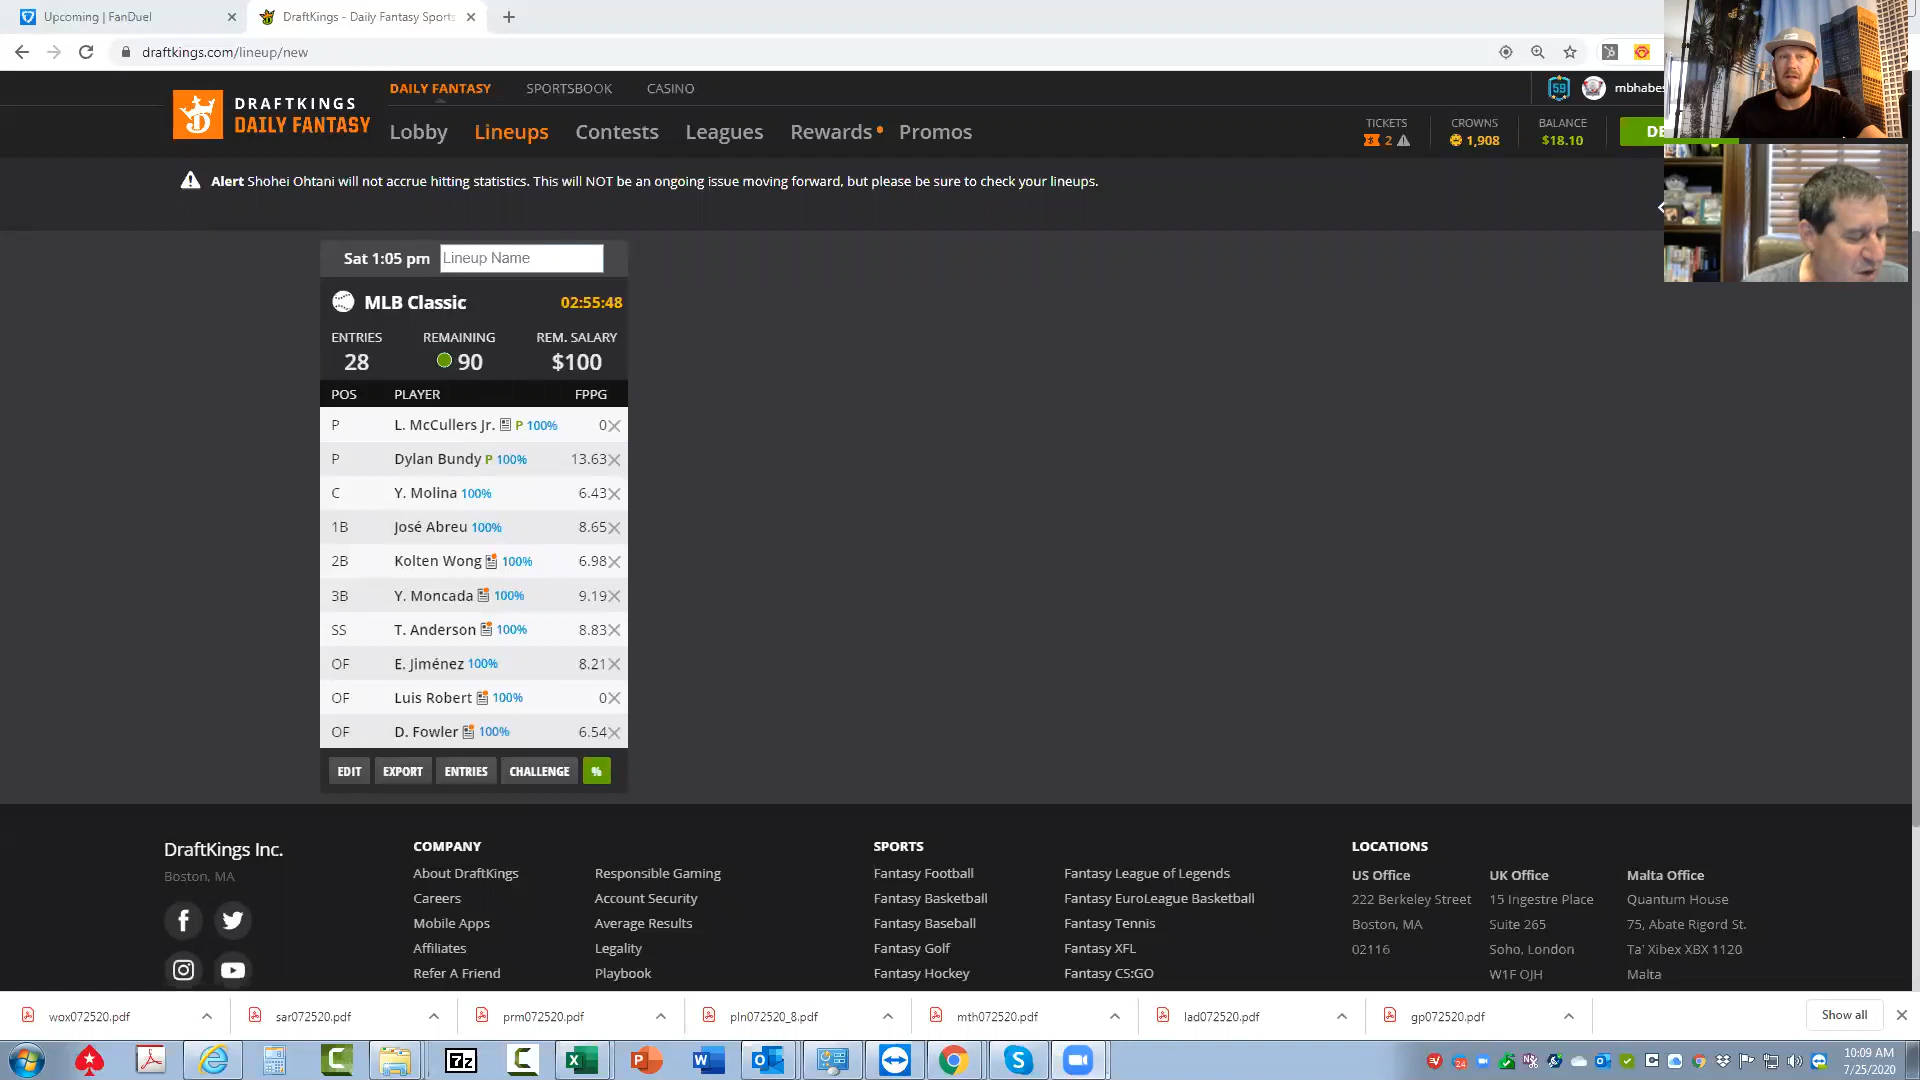 Upcoming | FanDuel
DraftKings - Daily Fantasy Sports
draftkings.com/lineup/new
DRAFTKINGS
DAILY FANTASY
DAILY FANTASY SPORTSBOOK CASINO
59 mbhabes
Lobby Lineups Contests Leagues Rewards Promos
TICKETS CROWNS BALANCE
2 1,908 $18.10
DE
Alert Shohei Ohtani will not accrue hitting statistics. This will NOT be an ongoing issue moving forward, but please be sure to check your lineups.
Sat 1:05 pm Lineup Name
MLB Classic 02:55:48
ENTRIES REMAINING REM. SALARY
28 90 $100
POS PLAYER FPPG
P L. McCullers Jr. P 100% 0
P Dylan Bundy P 100% 13.63
C Y. Molina 100% 6.43
1B José Abreu 100% 8.65
2B Kolten Wong 100% 6.98
3B Y. Moncada 100% 9.19
SS T. Anderson 100% 8.83
OF E. Jiménez 100% 8.21
OF Luis Robert 100% 0
OF D. Fowler 100% 6.54
EDIT EXPORT ENTRIES CHALLENGE %
DraftKings Inc.
Boston, MA
COMPANY
About DraftKings
Careers
Mobile Apps
Affiliates
Refer A Friend
Responsible Gaming
Account Security
Average Results
Legality
Playbook
SPORTS
Fantasy Football
Fantasy Basketball
Fantasy Baseball
Fantasy Golf
Fantasy Hockey
Fantasy League of Legends
Fantasy EuroLeague Basketball
Fantasy Tennis
Fantasy XFL
Fantasy CS:GO
LOCATIONS
US Office
222 Berkeley Street
Boston, MA
02116
UK Office
15 Ingestre Place
Suite 265
Soho, London
W1F OJH
Malta Office
Quantum House
75, Abate Rigord St.
Ta' Xibex XBX 1120
Malta
wox072520.pdf sar072520.pdf prm072520.pdf pln072520_8.pdf mth072520.pdf lad072520.pdf gp072520.pdf Show all
10:09 AM
7/25/2020